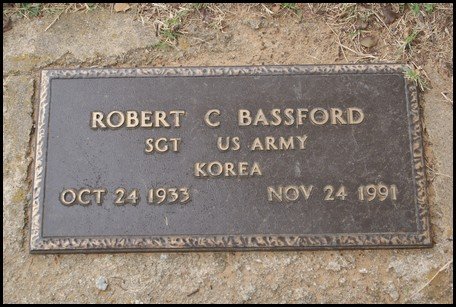 ROBERT C BASSFORD
SGT US ARMY
KOREA
OCT 24 1933 NOV 24 1991